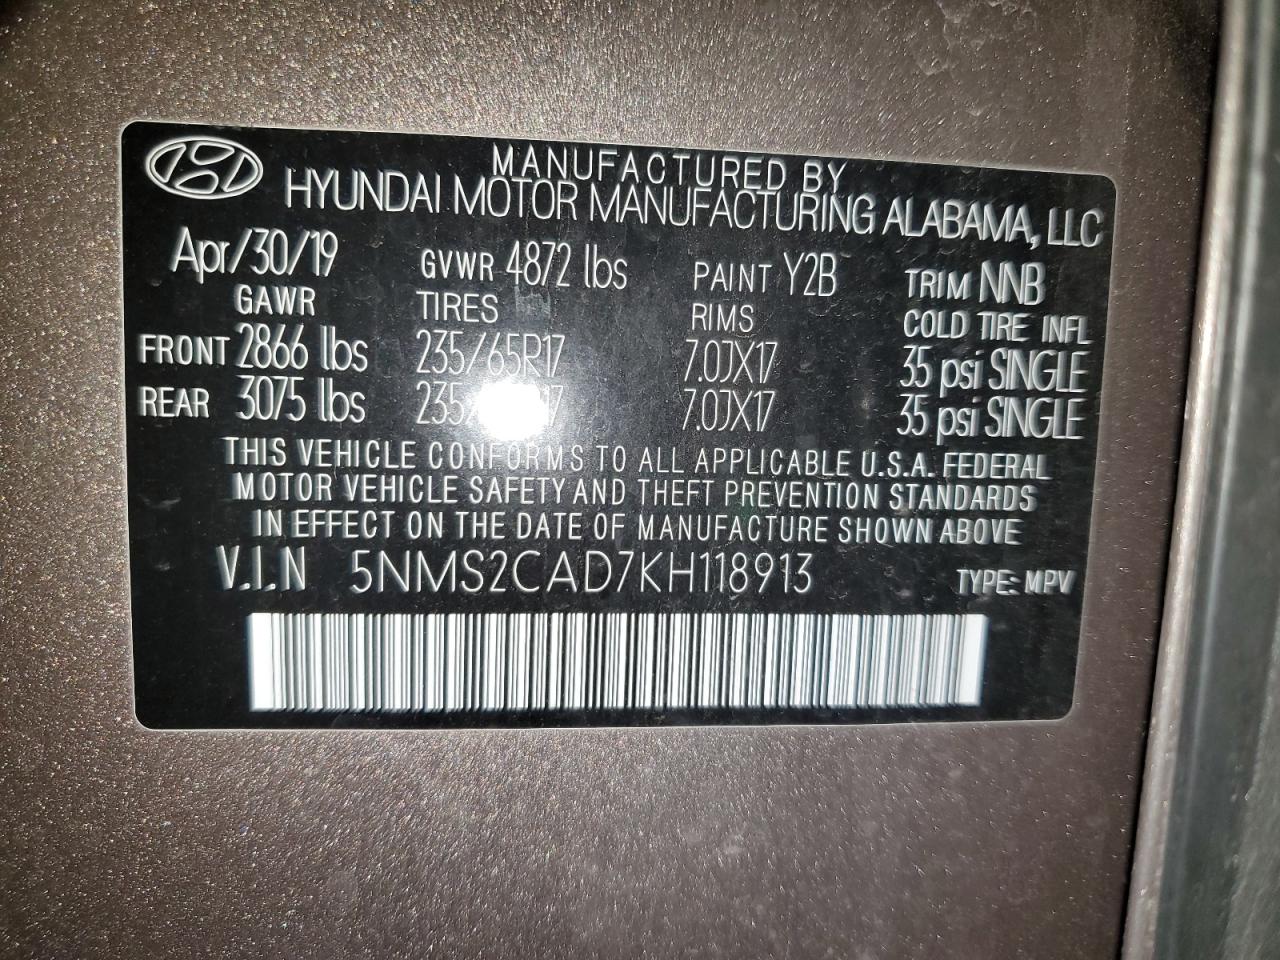 MANUFACTURED BY
HYUNDAI MOTOR MANUFACTURING ALABAMA, LLC
Apr/30/19 GVWR 4872 lbs PAINT Y2B TRIM NNB
GAWR TIRES RIMS COLD TIRE INFL
FRONT 2866 lbs 235/65R17 7.0JX17 35 psi SINGLE
REAR 3075 lbs 7.0JX17 35 psi SINGLE
THIS VEHICLE CONFORMS TO ALL APPLICABLE U.S.A. FEDERAL
MOTOR VEHICLE SAFETY AND THEFT PREVENTION STANDARDS
IN EFFECT ON THE DATE OF MANUFACTURE SHOWN ABOVE
V.I.N 5NMS2CAD7KH118913 TYPE: MPV